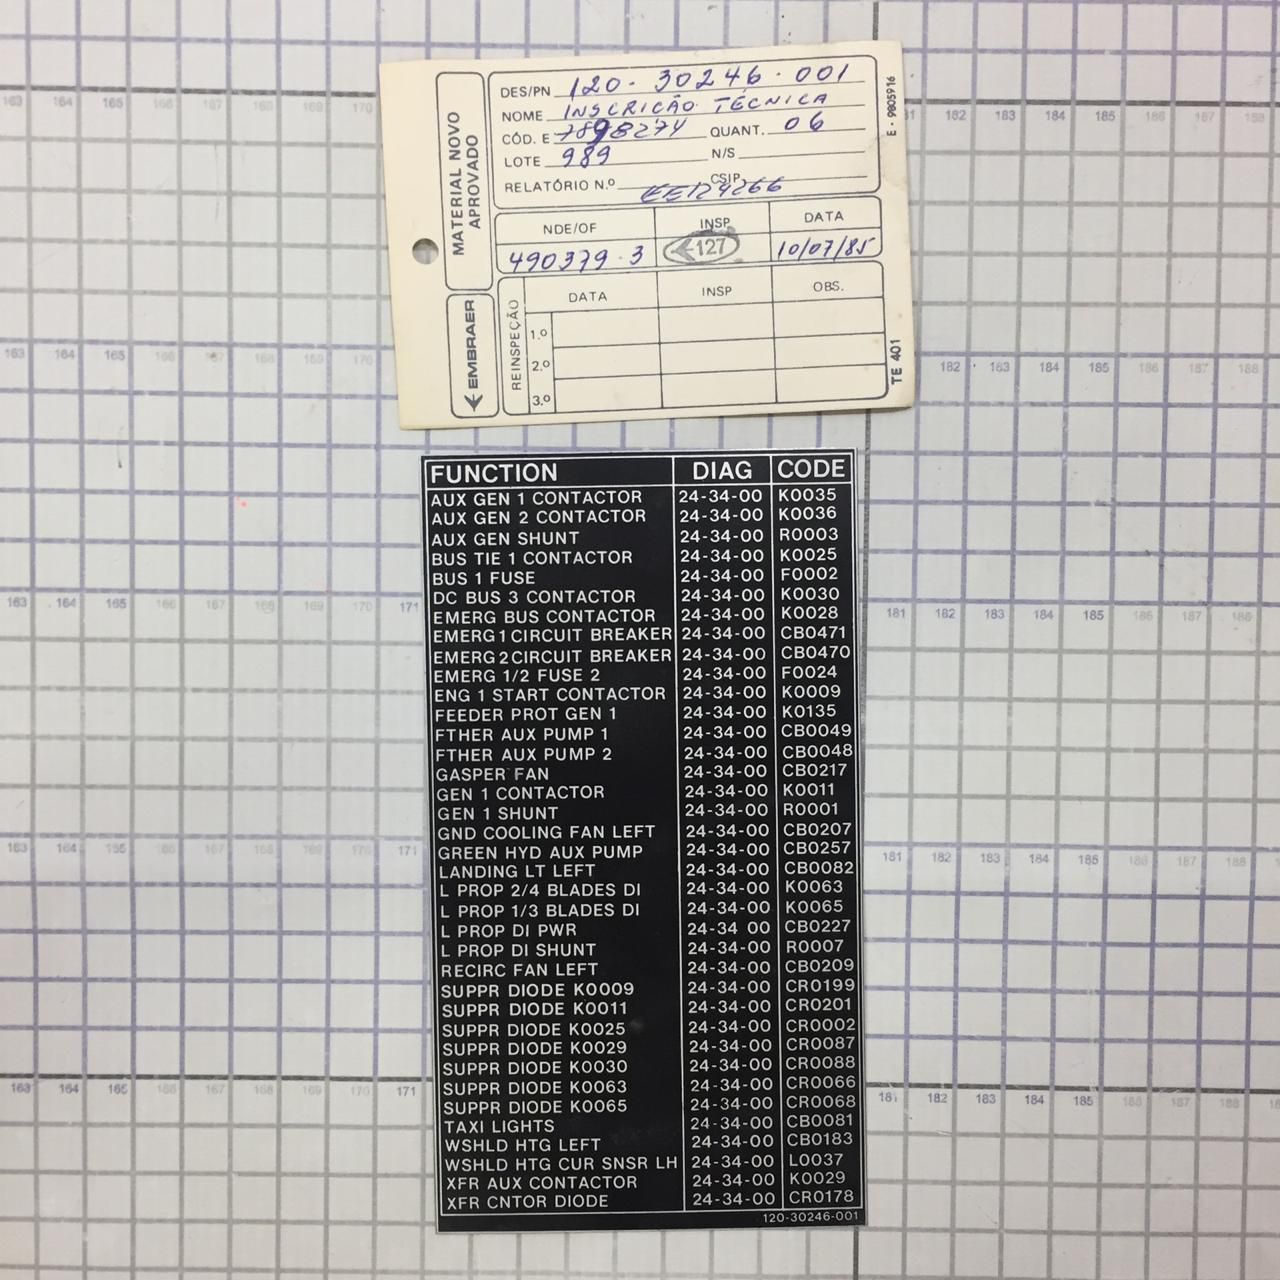 MATERIAL NOVO
APROVADO
EMBRAER
DES/PN 120-30246-001
NOME INSCRICÃO TÉCNICA
CÓD. E 7898274 QUANT. 06
LOTE 989 N/S
RELATÓRIO N.º CSIP
NDE/OF INSP DATA
490379-3 127 10/07/85
REINSPEÇÃO
DATA INSP OBS.
1.º
2.º
3.º
E - 9805916
TE 401
FUNCTION DIAG CODE
AUX GEN 1 CONTACTOR 24-34-00 K0035
AUX GEN 2 CONTACTOR 24-34-00 K0036
AUX GEN SHUNT 24-34-00 R0003
BUS TIE 1 CONTACTOR 24-34-00 K0025
BUS 1 FUSE 24-34-00 F0002
DC BUS 3 CONTACTOR 24-34-00 K0030
EMERG BUS CONTACTOR 24-34-00 K0028
EMERG 1 CIRCUIT BREAKER 24-34-00 CB0471
EMERG 2 CIRCUIT BREAKER 24-34-00 CB0470
EMERG 1/2 FUSE 2 24-34-00 F0024
ENG 1 START CONTACTOR 24-34-00 K0009
FEEDER PROT GEN 1 24-34-00 K0135
FTHER AUX PUMP 1 24-34-00 CB0049
FTHER AUX PUMP 2 24-34-00 CB0048
GASPER FAN 24-34-00 CB0217
GEN 1 CONTACTOR 24-34-00 K0011
GEN 1 SHUNT 24-34-00 R0001
GND COOLING FAN LEFT 24-34-00 CB0207
GREEN HYD AUX PUMP 24-34-00 CB0257
LANDING LT LEFT 24-34-00 CB0082
L PROP 2/4 BLADES DI 24-34-00 K0063
L PROP 1/3 BLADES DI 24-34-00 K0065
L PROP DI PWR 24-34 00 CB0227
L PROP DI SHUNT 24-34-00 R0007
RECIRC FAN LEFT 24-34-00 CB0209
SUPPR DIODE K0009 24-34-00 CR0199
SUPPR DIODE K0011 24-34-00 CR0201
SUPPR DIODE K0025 24-34-00 CR0002
SUPPR DIODE K0029 24-34-00 CR0087
SUPPR DIODE K0030 24-34-00 CR0088
SUPPR DIODE K0063 24-34-00 CR0066
SUPPR DIODE K0065 24-34-00 CR0068
TAXI LIGHTS 24-34-00 CB0081
WSHLD HTG LEFT 24-34-00 CB0183
WSHLD HTG CUR SNSR LH 24-34-00 L0037
XFR AUX CONTACTOR 24-34-00 K0029
XFR CNTOR DIODE 24-34-00 CR0178
120-30246-001